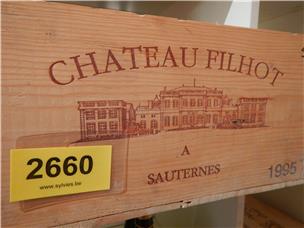 CHATEAU FILHOT
A
SAUTERNES
1995
2660
www.sylvies.be